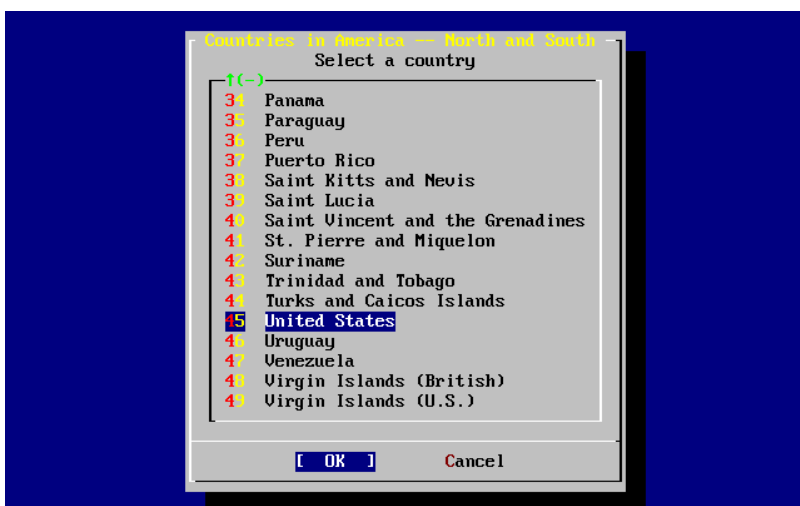 Countries in America -- North and South
Select a country
↑(-)
34 Panama
35 Paraguay
36 Peru
37 Puerto Rico
38 Saint Kitts and Nevis
39 Saint Lucia
40 Saint Vincent and the Grenadines
41 St. Pierre and Miquelon
42 Suriname
43 Trinidad and Tobago
44 Turks and Caicos Islands
45 United States
46 Uruguay
47 Venezuela
48 Virgin Islands (British)
49 Virgin Islands (U.S.)
[ OK ] Cancel